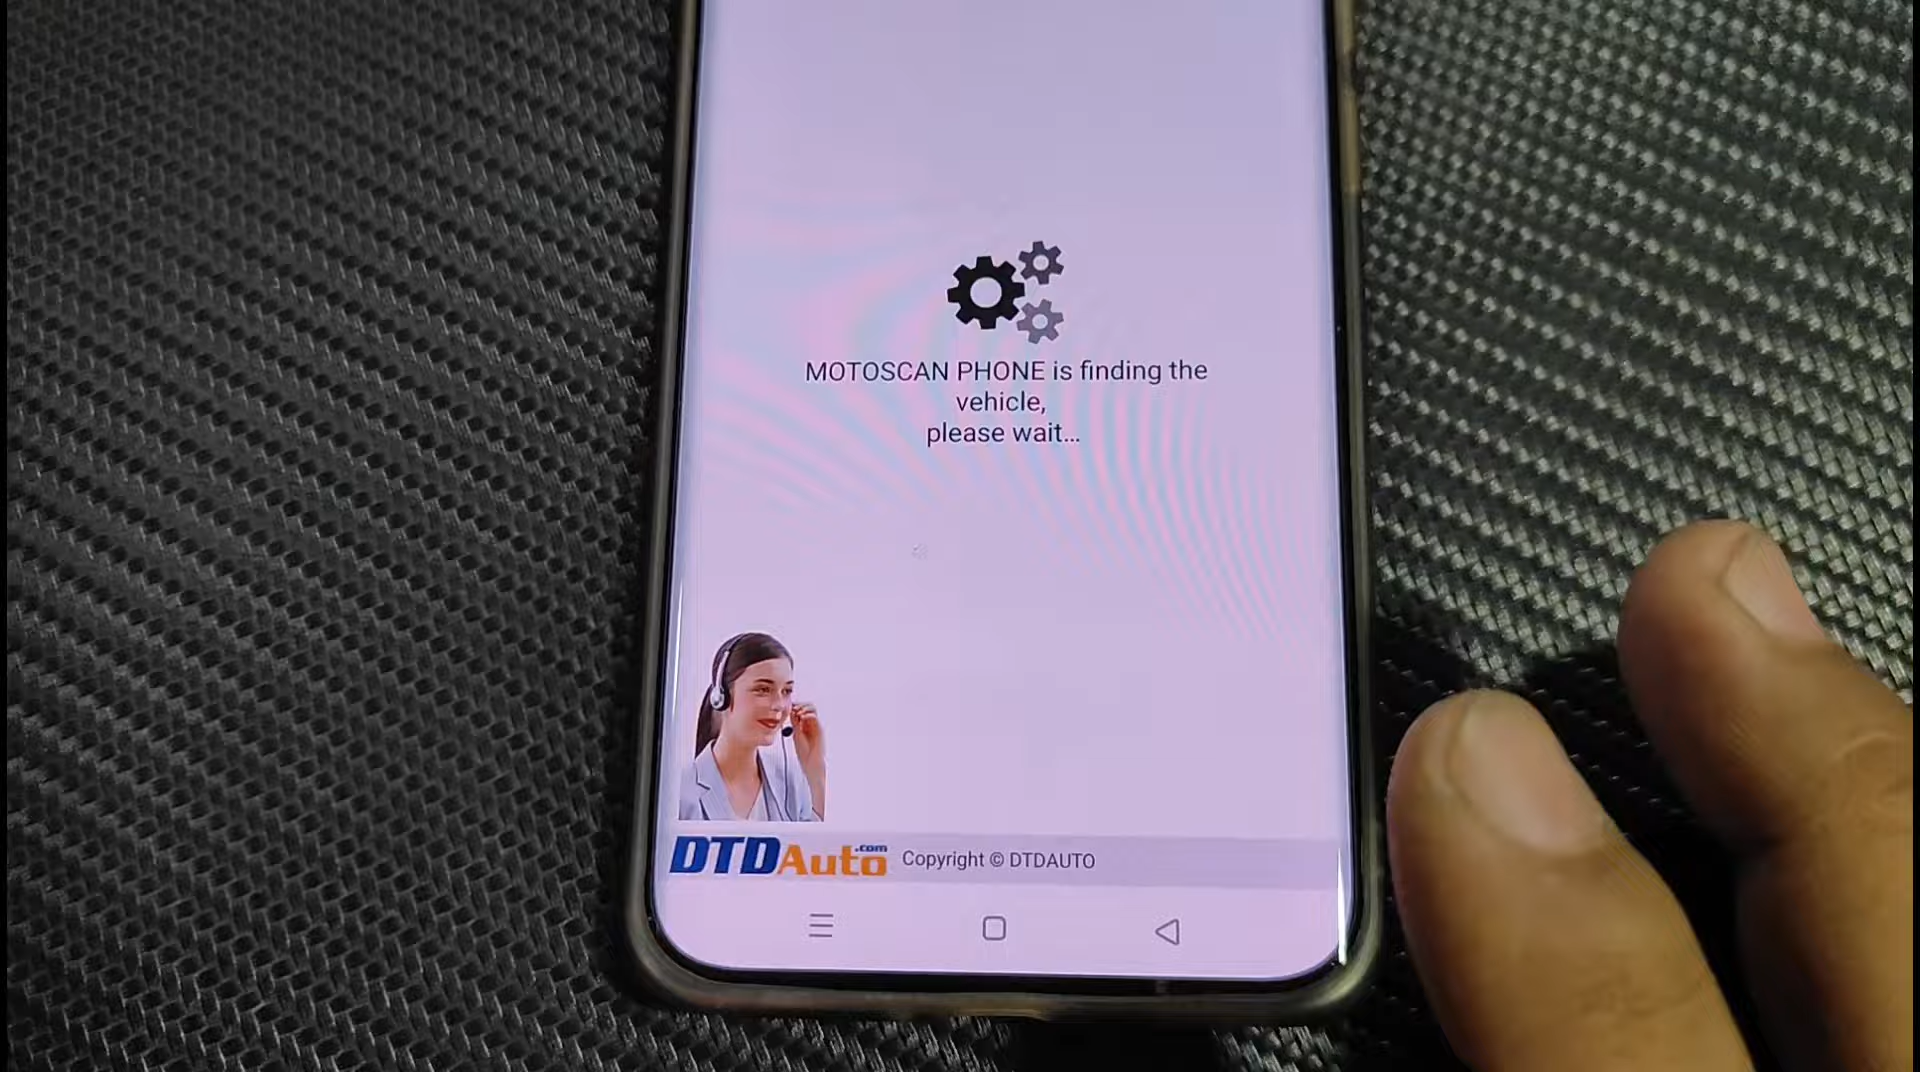 MOTOSCAN PHONE is finding the
vehicle,
please wait...
DTDAuto.com
Copyright © DTDAUTO